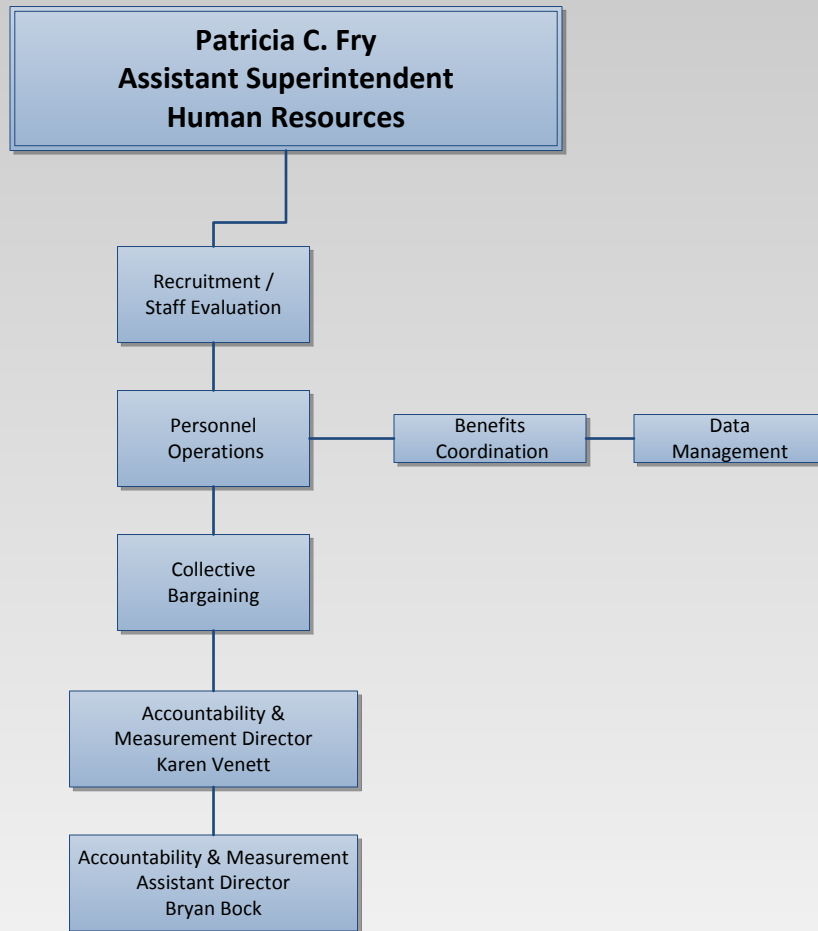 Patricia C. Fry
Assistant Superintendent
Human Resources
Recruitment /
Staff Evaluation
Personnel
Operations
Benefits
Coordination
Data
Management
Collective
Bargaining
Accountability &
Measurement Director
Karen Venett
Accountability & Measurement
Assistant Director
Bryan Bock